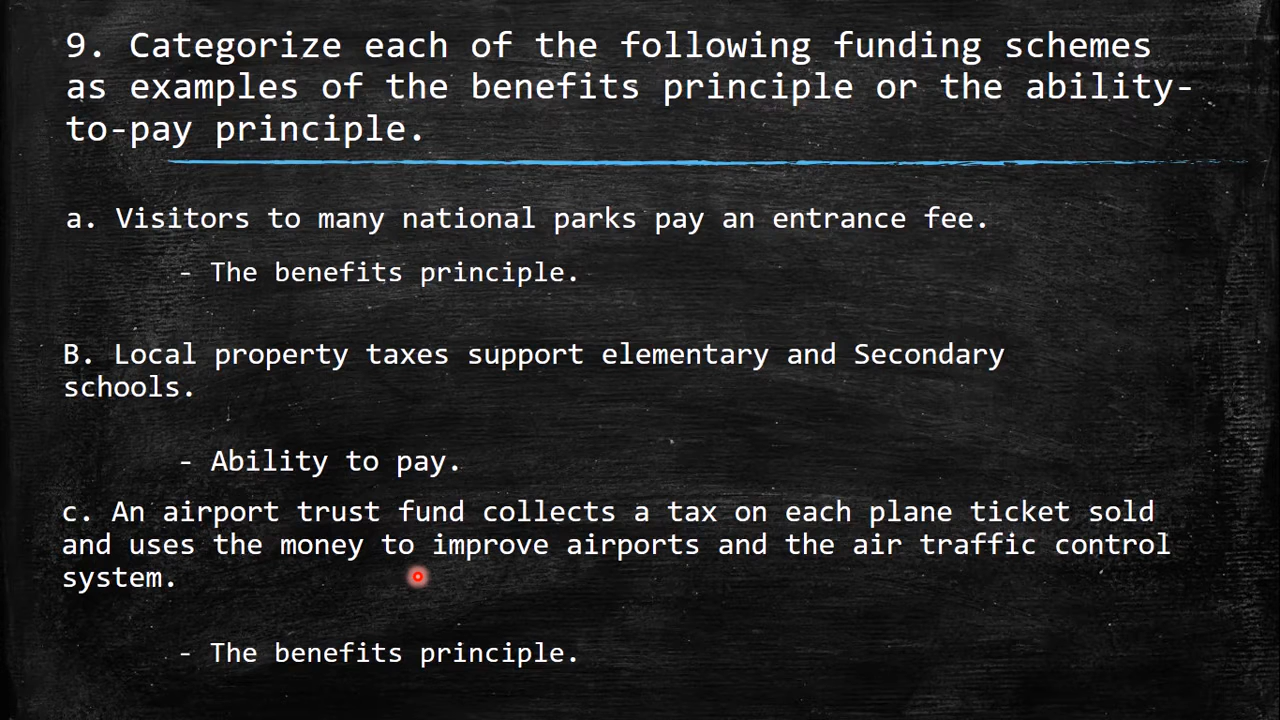 9. Categorize each of the following funding schemes
as examples of the benefits principle or the ability-
to-pay principle.
a. Visitors to many national parks pay an entrance fee.
- The benefits principle.
B. Local property taxes support elementary and Secondary
schools.
- Ability to pay.
c. An airport trust fund collects a tax on each plane ticket sold
and uses the money to improve airports and the air traffic control
system.
- The benefits principle.